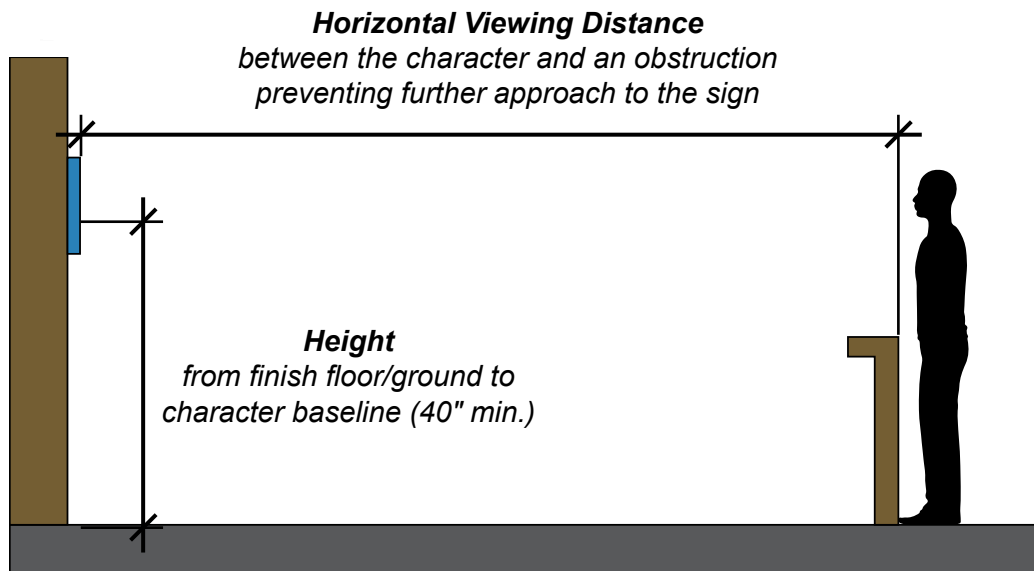 Horizontal Viewing Distance
between the character and an obstruction
preventing further approach to the sign
Height
from finish floor/ground to
character baseline (40" min.)